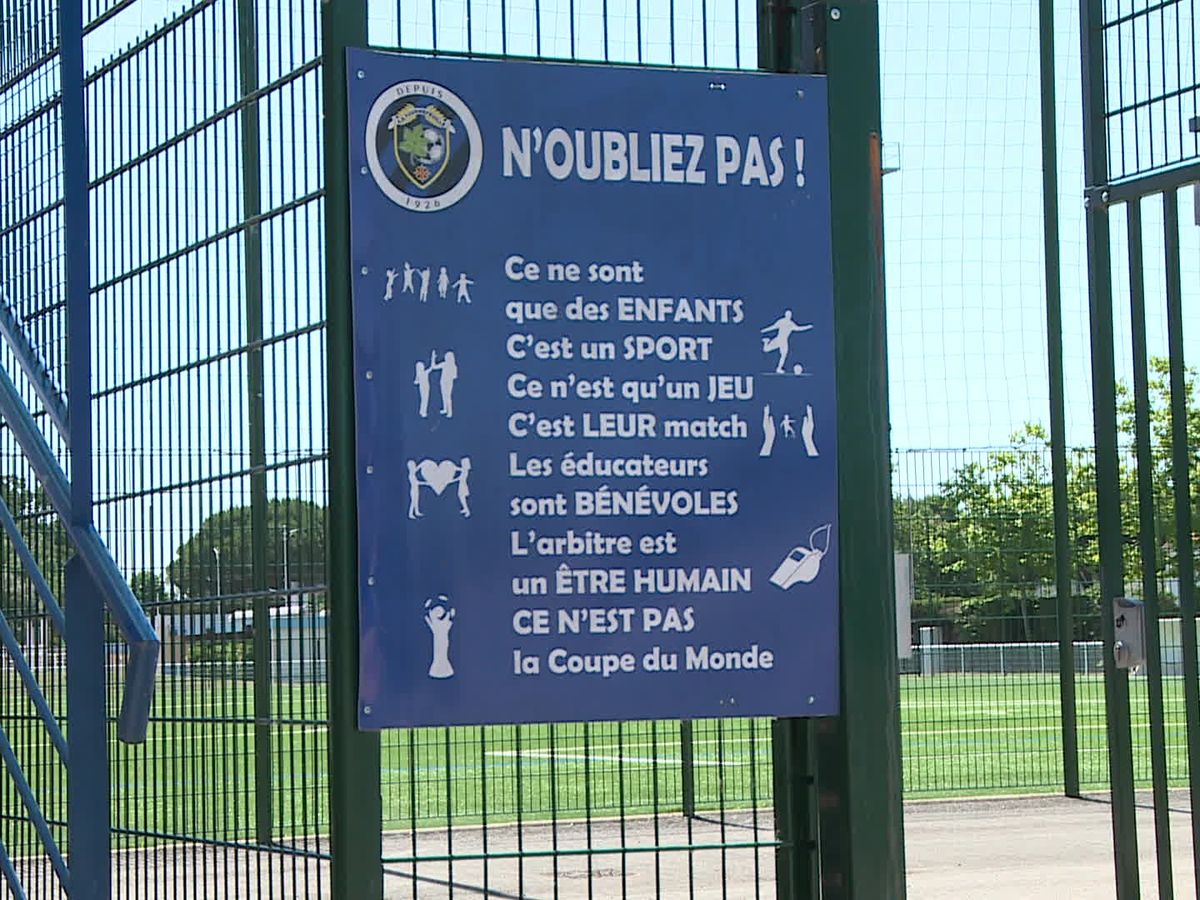 DEPUIS
1926
N'OUBLIEZ PAS !
Ce ne sont
que des ENFANTS
C'est un SPORT
Ce n'est qu'un JEU
C'est LEUR match
Les éducateurs
sont BÉNÉVOLES
L'arbitre est
un ÊTRE HUMAIN
CE N'EST PAS
la Coupe du Monde